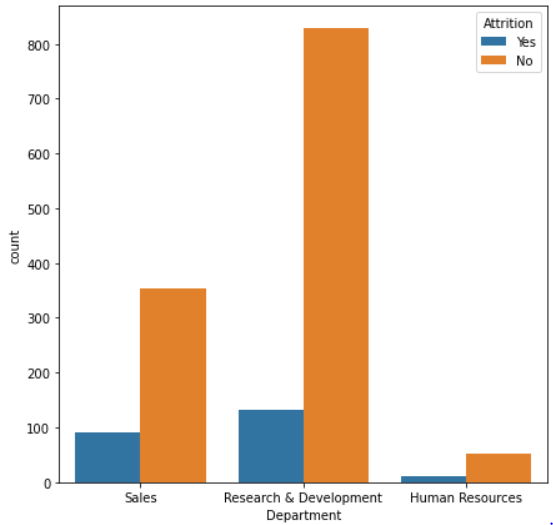 Attrition
Yes
No
800
700
600
500
400
300
200
100
0
count
Sales
Research & Development
Human Resources
Department
.